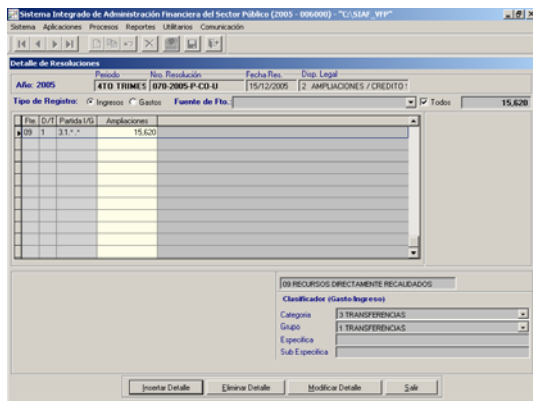 Sistema Integrado de Administración Financiera del Sector Público (2005 - 006000) - "C:\SIAF_VFP"
Sistema Aplicaciones Procesos Reportes Utilitarios Comunicación
Detalle de Resoluciones
Periodo Nro. Resolución Fecha Res. Disp. Legal
Año: 2005 4TO TRIMES 070-2005-P-CO-U 15/12/2005 2 AMPLIACIONES / CREDITO
Tipo de Registro: Ingresos Gastos Fuente de Fto.: Todos 15,620
Fte. D/T Partida I/G Ampliaciones
09 1 3.1.*.* 15,620
09 RECURSOS DIRECTAMENTE RECAUDADOS
Clasificador (Gasto Ingreso)
Categoría 3 TRANSFERENCIAS
Grupo 1 TRANSFERENCIAS
Específica
Sub Específica
Insertar Detalle Eliminar Detalle Modificar Detalle Salir